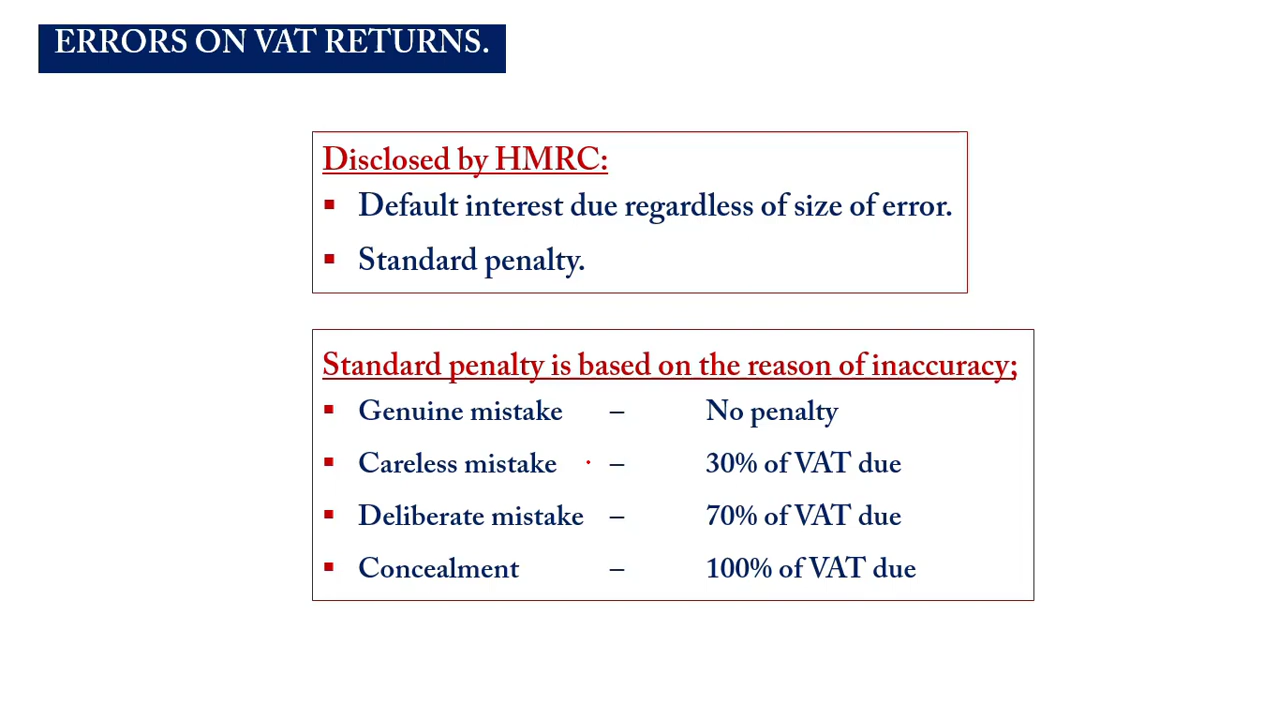 ERRORS ON VAT RETURNS.
Disclosed by HMRC:
▪ Default interest due regardless of size of error.
▪ Standard penalty.
Standard penalty is based on the reason of inaccuracy;
▪ Genuine mistake – No penalty
▪ Careless mistake – 30% of VAT due
▪ Deliberate mistake – 70% of VAT due
▪ Concealment – 100% of VAT due